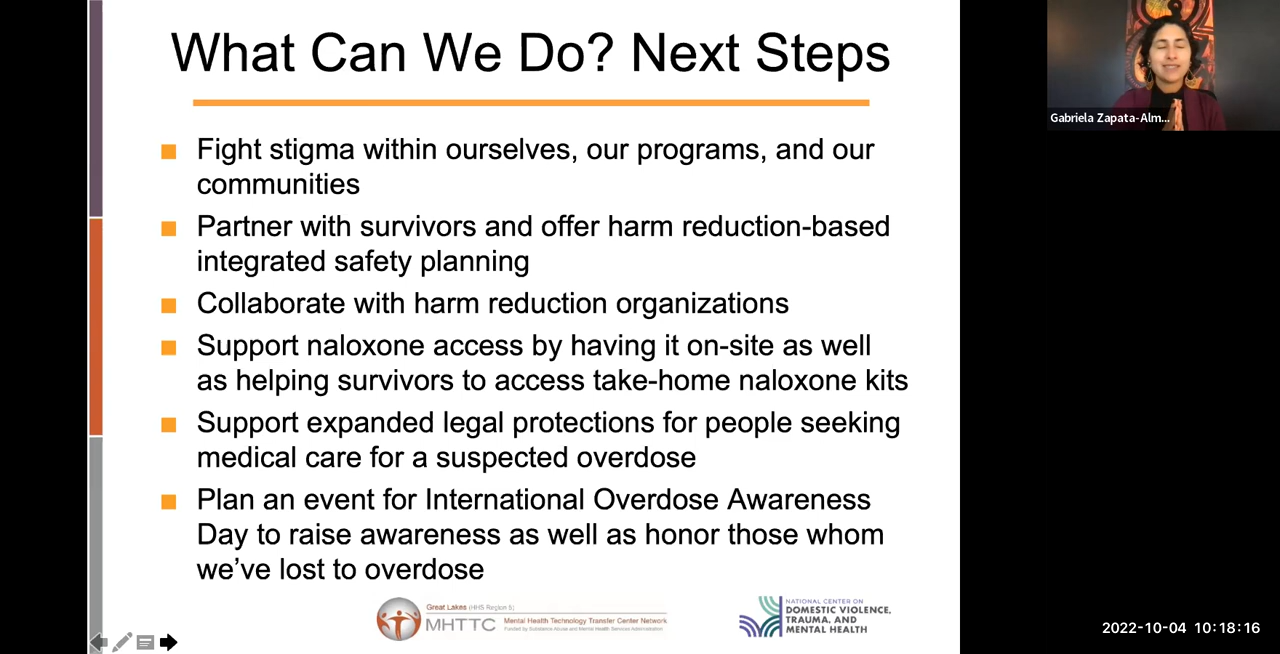 What Can We Do? Next Steps
Fight stigma within ourselves, our programs, and our
communities
Partner with survivors and offer harm reduction-based
integrated safety planning
Collaborate with harm reduction organizations
Support naloxone access by having it on-site as well
as helping survivors to access take-home naloxone kits
Support expanded legal protections for people seeking
medical care for a suspected overdose
Plan an event for International Overdose Awareness
Day to raise awareness as well as honor those whom
we’ve lost to overdose
Great Lakes (HHS Region 5)
MHTTC
Mental Health Technology Transfer Center Network
Funded by Substance Abuse and Mental Health Services Administration
NATIONAL CENTER ON
DOMESTIC VIOLENCE,
TRAUMA, AND
MENTAL HEALTH
Gabriela Zapata-Alm...
2022-10-04 10:18:16